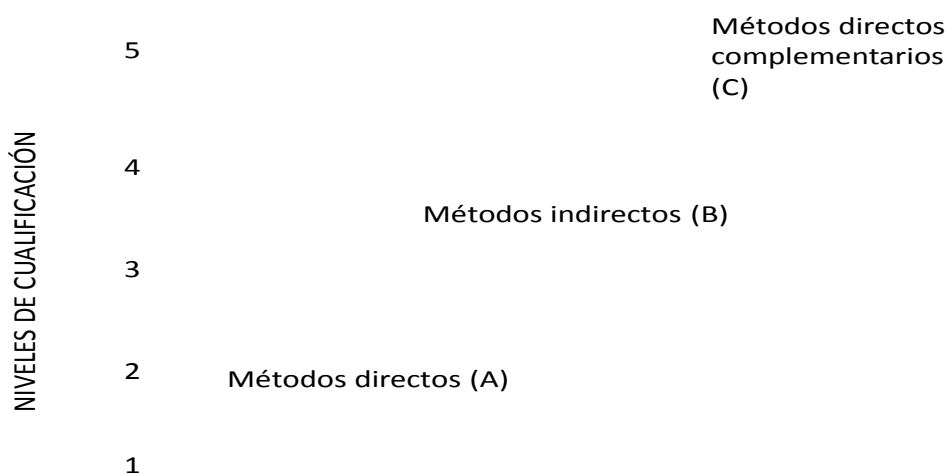 Métodos directos
complementarios
(C)
5
4
Métodos indirectos (B)
3
2
Métodos directos (A)
1
NIVELES DE CUALIFICACIÓN